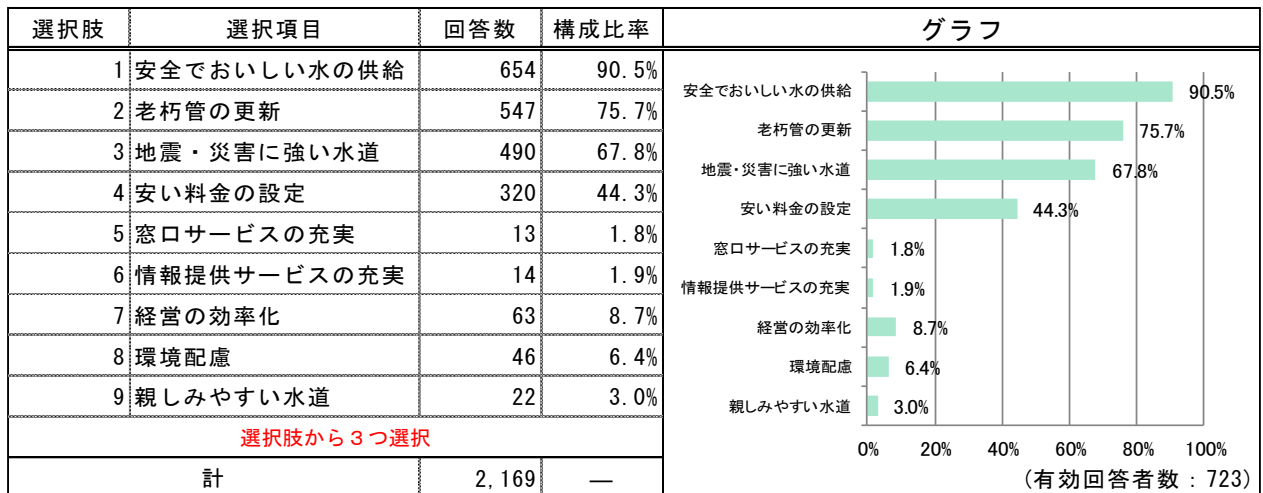 選択肢 選択項目 回答数 構成比率 グラフ
1 安全でおいしい水の供給 654 90.5%
2 老朽管の更新 547 75.7%
3 地震・災害に強い水道 490 67.8%
4 安い料金の設定 320 44.3%
5 窓口サービスの充実 13 1.8%
6 情報提供サービスの充実 14 1.9%
7 経営の効率化 63 8.7%
8 環境配慮 46 6.4%
9 親しみやすい水道 22 3.0%
選択肢から3つ選択
計 2,169 ―
安全でおいしい水の供給 90.5%
老朽管の更新 75.7%
地震・災害に強い水道 67.8%
安い料金の設定 44.3%
窓口サービスの充実 1.8%
情報提供サービスの充実 1.9%
経営の効率化 8.7%
環境配慮 6.4%
親しみやすい水道 3.0%
0% 20% 40% 60% 80% 100%
(有効回答者数:723)